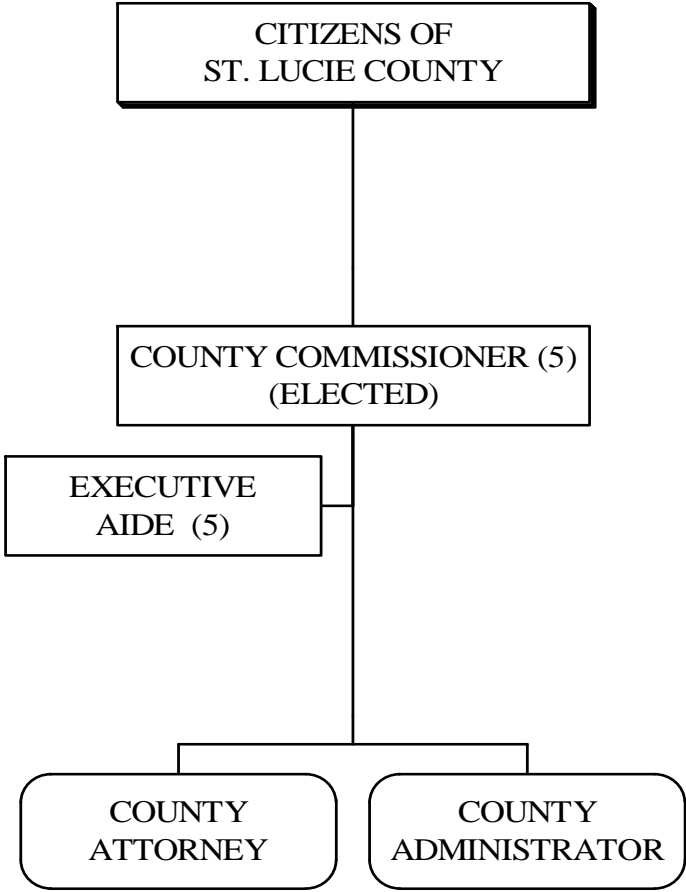 CITIZENS OF
ST. LUCIE COUNTY
COUNTY COMMISSIONER (5)
(ELECTED)
EXECUTIVE
AIDE (5)
COUNTY
ATTORNEY
COUNTY
ADMINISTRATOR